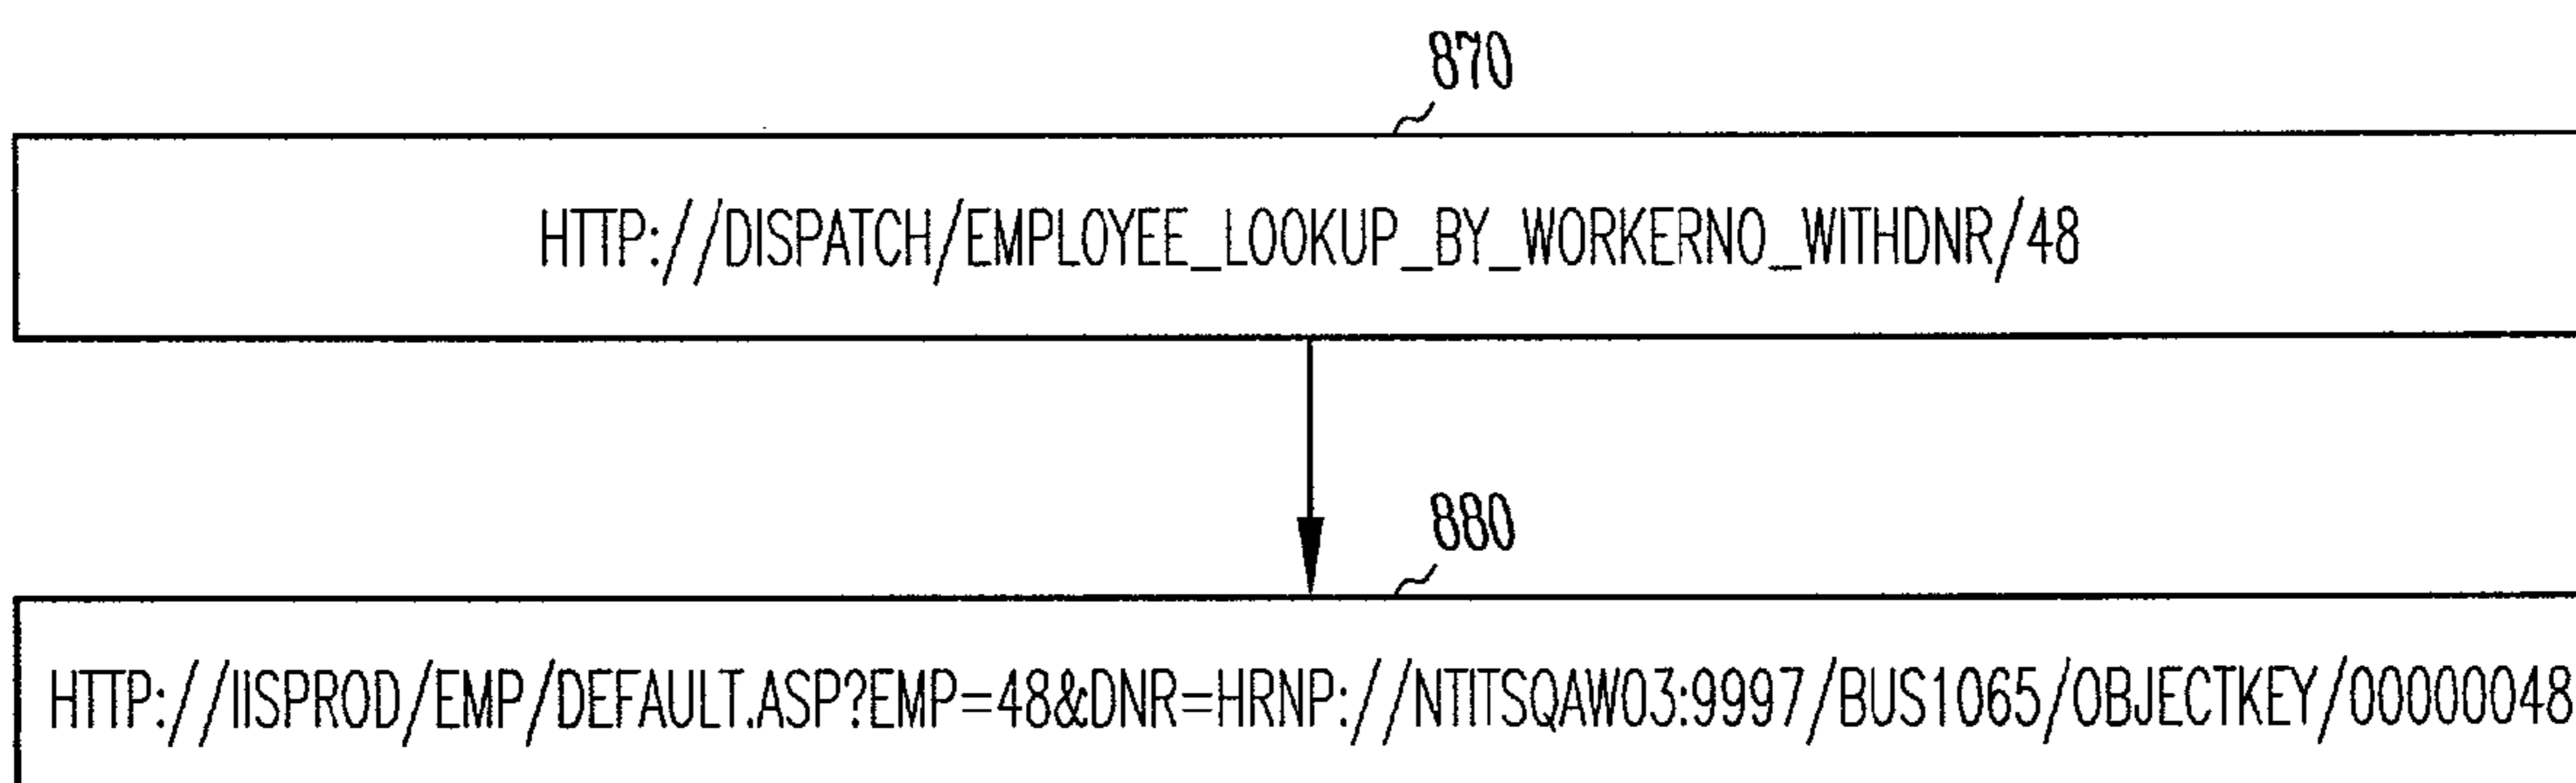 870
HTTP://DISPATCH/EMPLOYEE_LOOKUP_BY_WORKERNO_WITHDNR/48
880
HTTP://IISPROD/EMP/DEFAULT.ASP?EMP=48&DNR=HRNP://NTITSQAW03:9997/BUS1065/OBJECTKEY/00000048